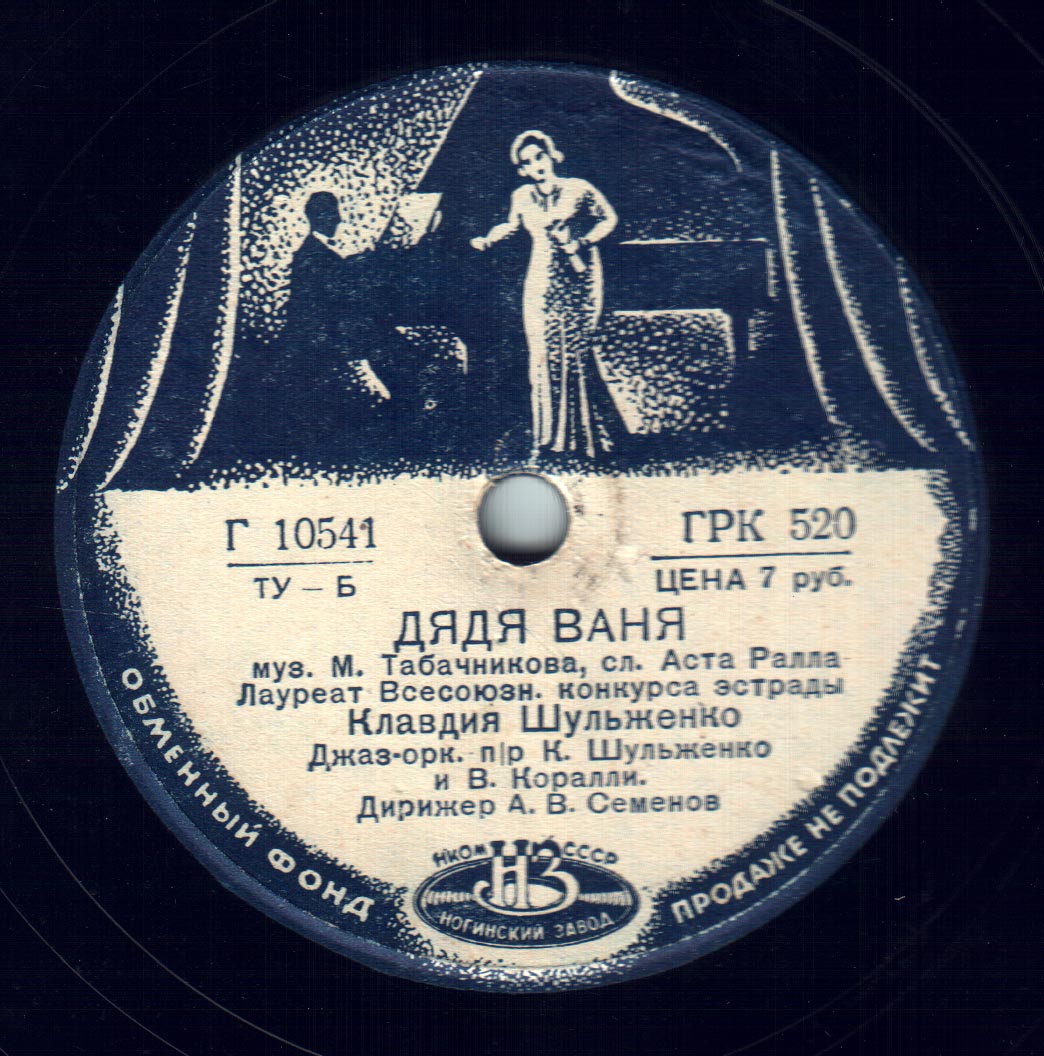 Г 10541
ТУ – Б
ГРК 520
ЦЕНА 7 руб.
ДЯДЯ ВАНЯ
муз. М. Табачникова, сл. Аста Ралла
Лауреат Всесоюзн. конкурса эстрады
Клавдия Шульженко
Джаз-орк. п|р К. Шульженко
и В. Коралли.
Дирижер А. В. Семенов
НКОМ СССР
НЗ
НОГИНСКИЙ ЗАВОД
ОБМЕННЫЙ ФОНД
ПРОДАЖЕ НЕ ПОДЛЕЖИТ